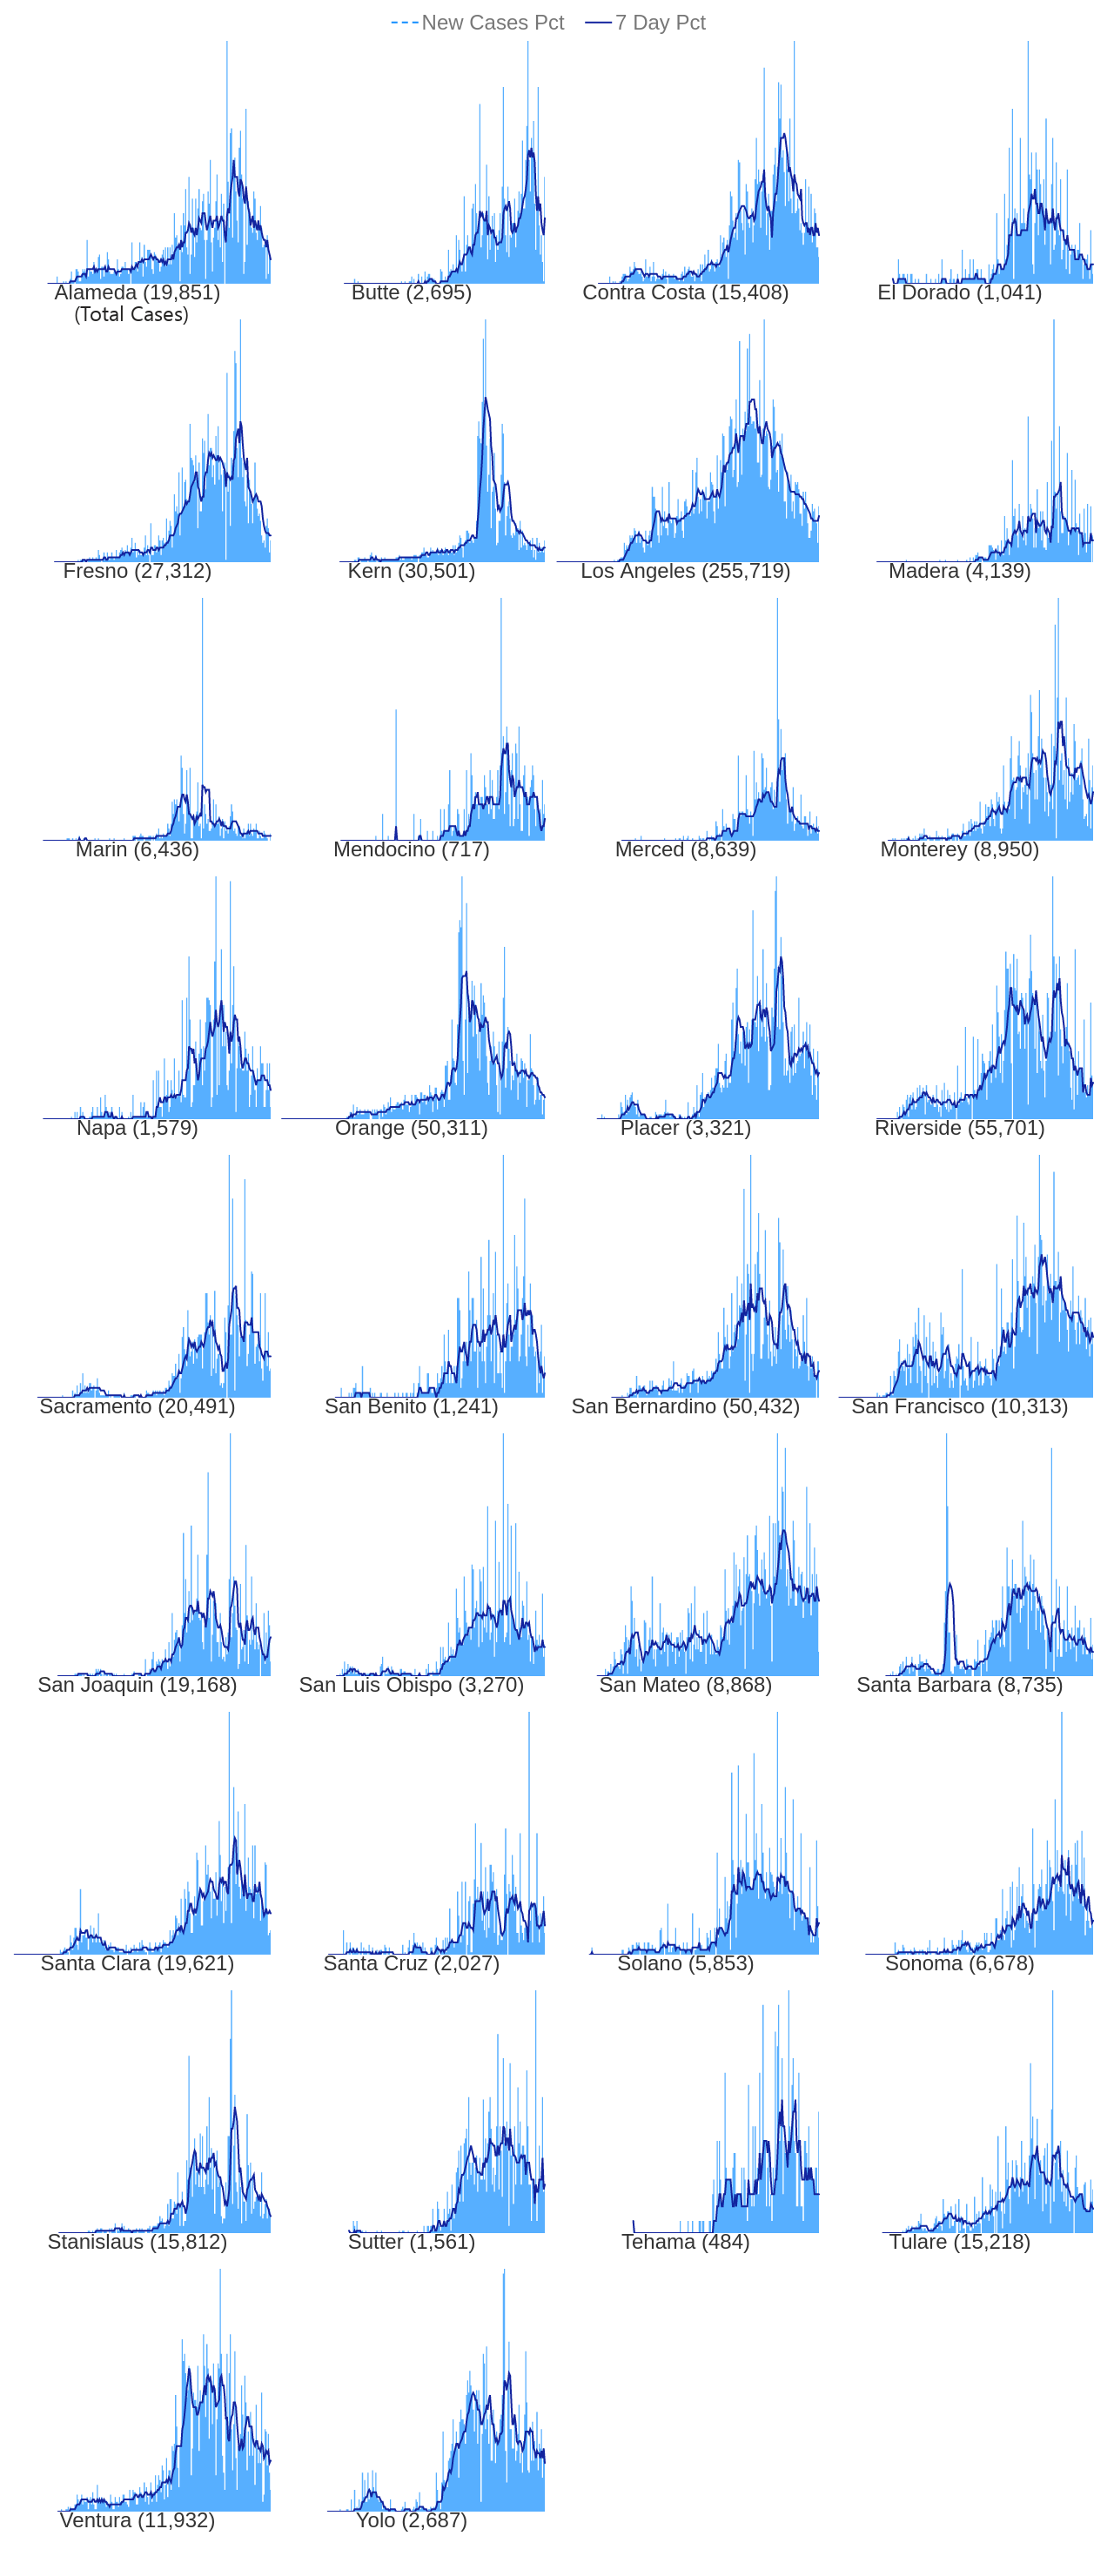 New Cases Pct 7 Day Pct
Alameda (19,851) Butte (2,695) Contra Costa (15,408) El Dorado (1,041)
(Total Cases)
Fresno (27,312) Kern (30,501) Los Angeles (255,719) Madera (4,139)
Marin (6,436) Mendocino (717) Merced (8,639) Monterey (8,950)
Napa (1,579) Orange (50,311) Placer (3,321) Riverside (55,701)
Sacramento (20,491) San Benito (1,241) San Bernardino (50,432) San Francisco (10,313)
San Joaquin (19,168) San Luis Obispo (3,270) San Mateo (8,868) Santa Barbara (8,735)
Santa Clara (19,621) Santa Cruz (2,027) Solano (5,853) Sonoma (6,678)
Stanislaus (15,812) Sutter (1,561) Tehama (484) Tulare (15,218)
Ventura (11,932) Yolo (2,687)